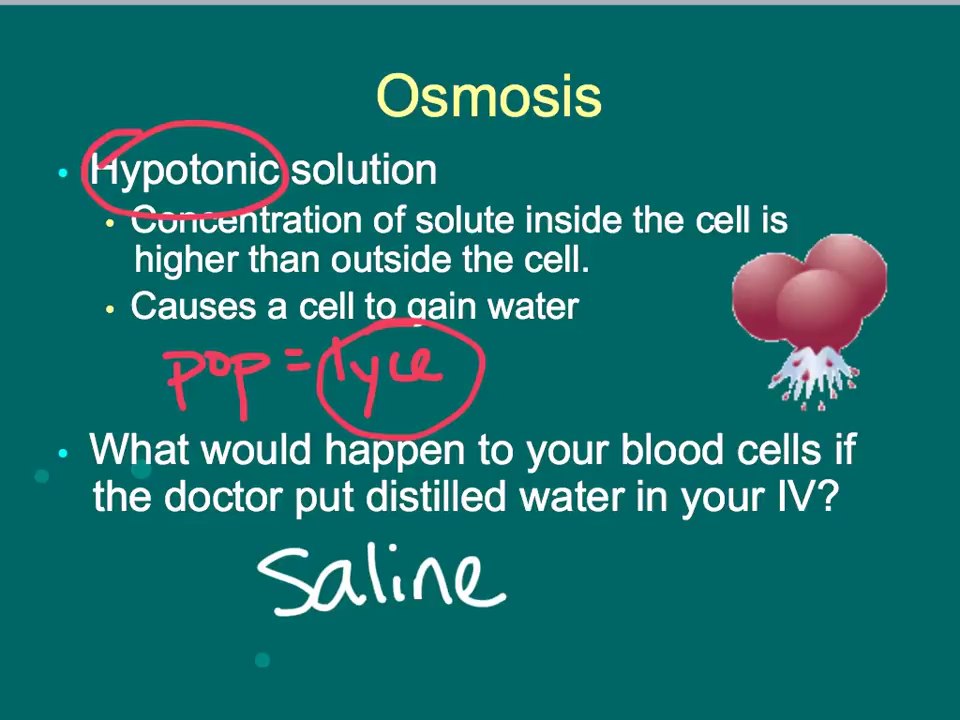 Osmosis
• Hypotonic solution
• Concentration of solute inside the cell is
higher than outside the cell.
• Causes a cell to gain water
pop = lyce
• What would happen to your blood cells if
the doctor put distilled water in your IV?
Saline